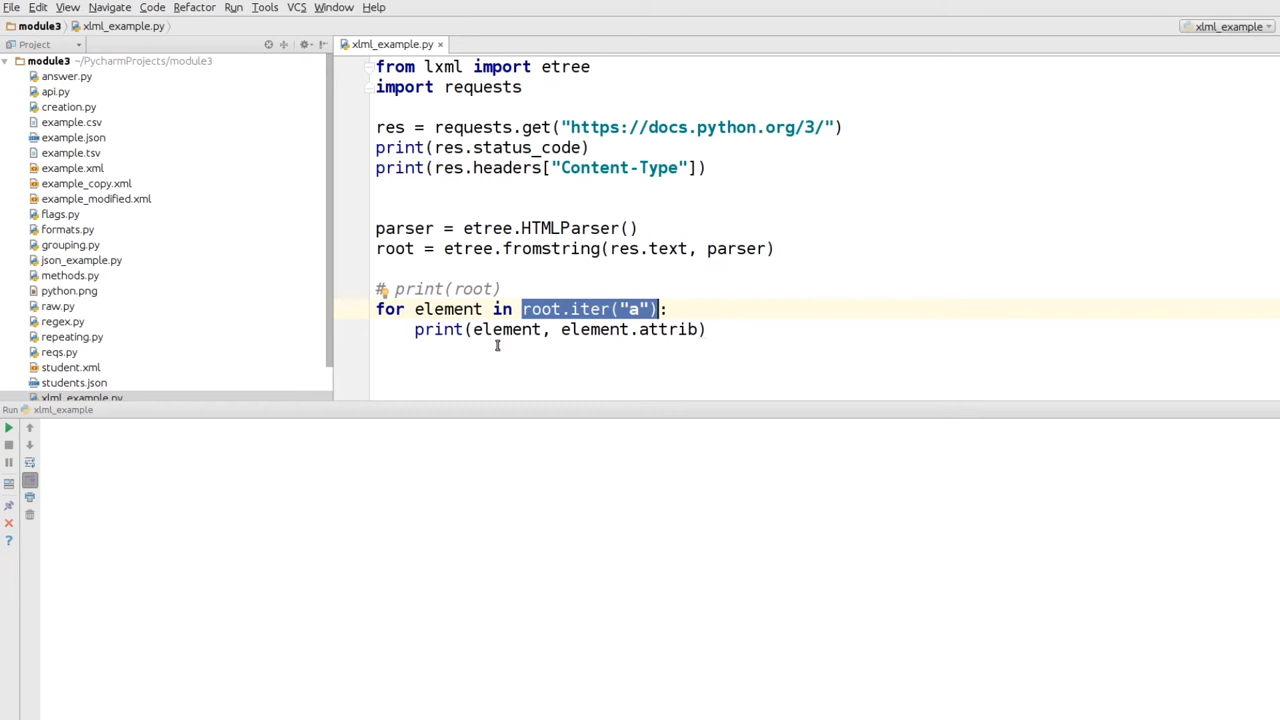 File Edit View Navigate Code Refactor Run Tools VCS Window Help
module3 xlml_example.py xlml_example
Project xlml_example.py ×
module3 ~/PycharmProjects/module3
answer.py
api.py
creation.py
example.csv
example.json
example.tsv
example.xml
example_copy.xml
example_modified.xml
flags.py
formats.py
grouping.py
json_example.py
methods.py
python.png
raw.py
regex.py
repeating.py
reqs.py
student.xml
students.json
xlml_example.py
from lxml import etree
import requests
res = requests.get("https://docs.python.org/3/")
print(res.status_code)
print(res.headers["Content-Type"])
parser = etree.HTMLParser()
root = etree.fromstring(res.text, parser)
# print(root)
for element in root.iter("a"):
print(element, element.attrib)
Run xlml_example